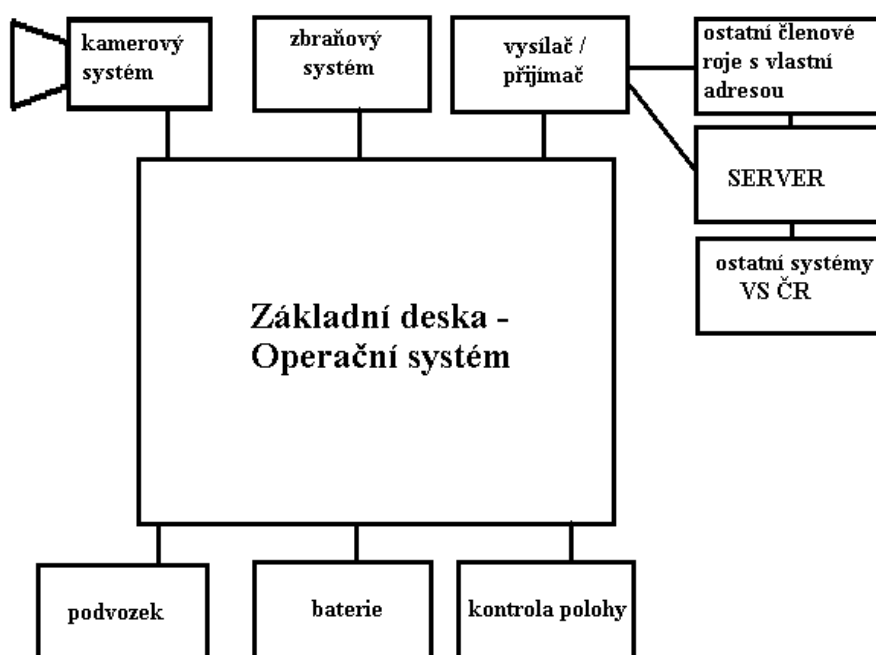 kamerový
systém
zbraňový
systém
vysílač /
přijímač
ostatní členové
roje s vlastní
adresou
SERVER
ostatní systémy
VS ČR
Základní deska -
Operační systém
podvozek
baterie
kontrola polohy